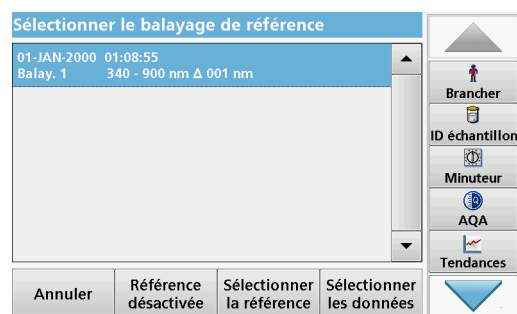 Sélectionner le balayage de référence
01-JAN-2000 01:08:55
Balay. 1 340 - 900 nm Δ 001 nm
Brancher
ID échantillon
Minuteur
AQA
Tendances
Annuler
Référence
désactivée
Sélectionner
la référence
Sélectionner
les données